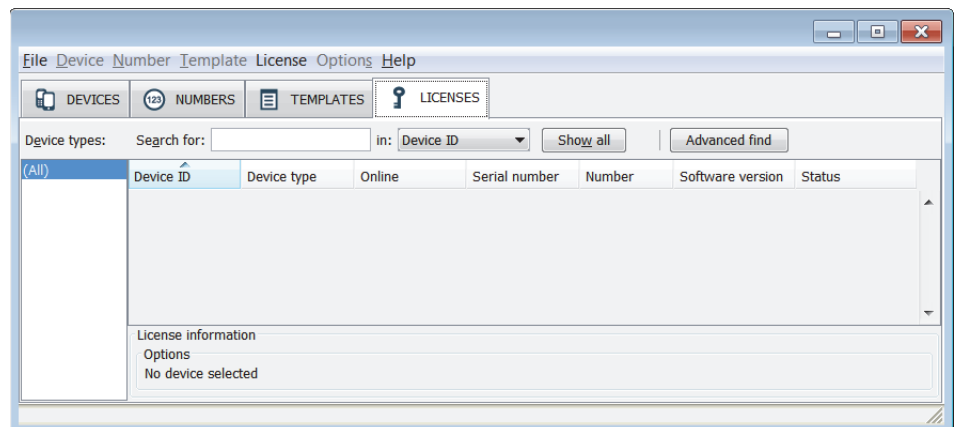 File Device Number Template License Options Help
DEVICES 123 NUMBERS TEMPLATES LICENSES
Device types: Search for: in: Device ID Show all Advanced find
(All) Device ID Device type Online Serial number Number Software version Status
License information
Options
No device selected